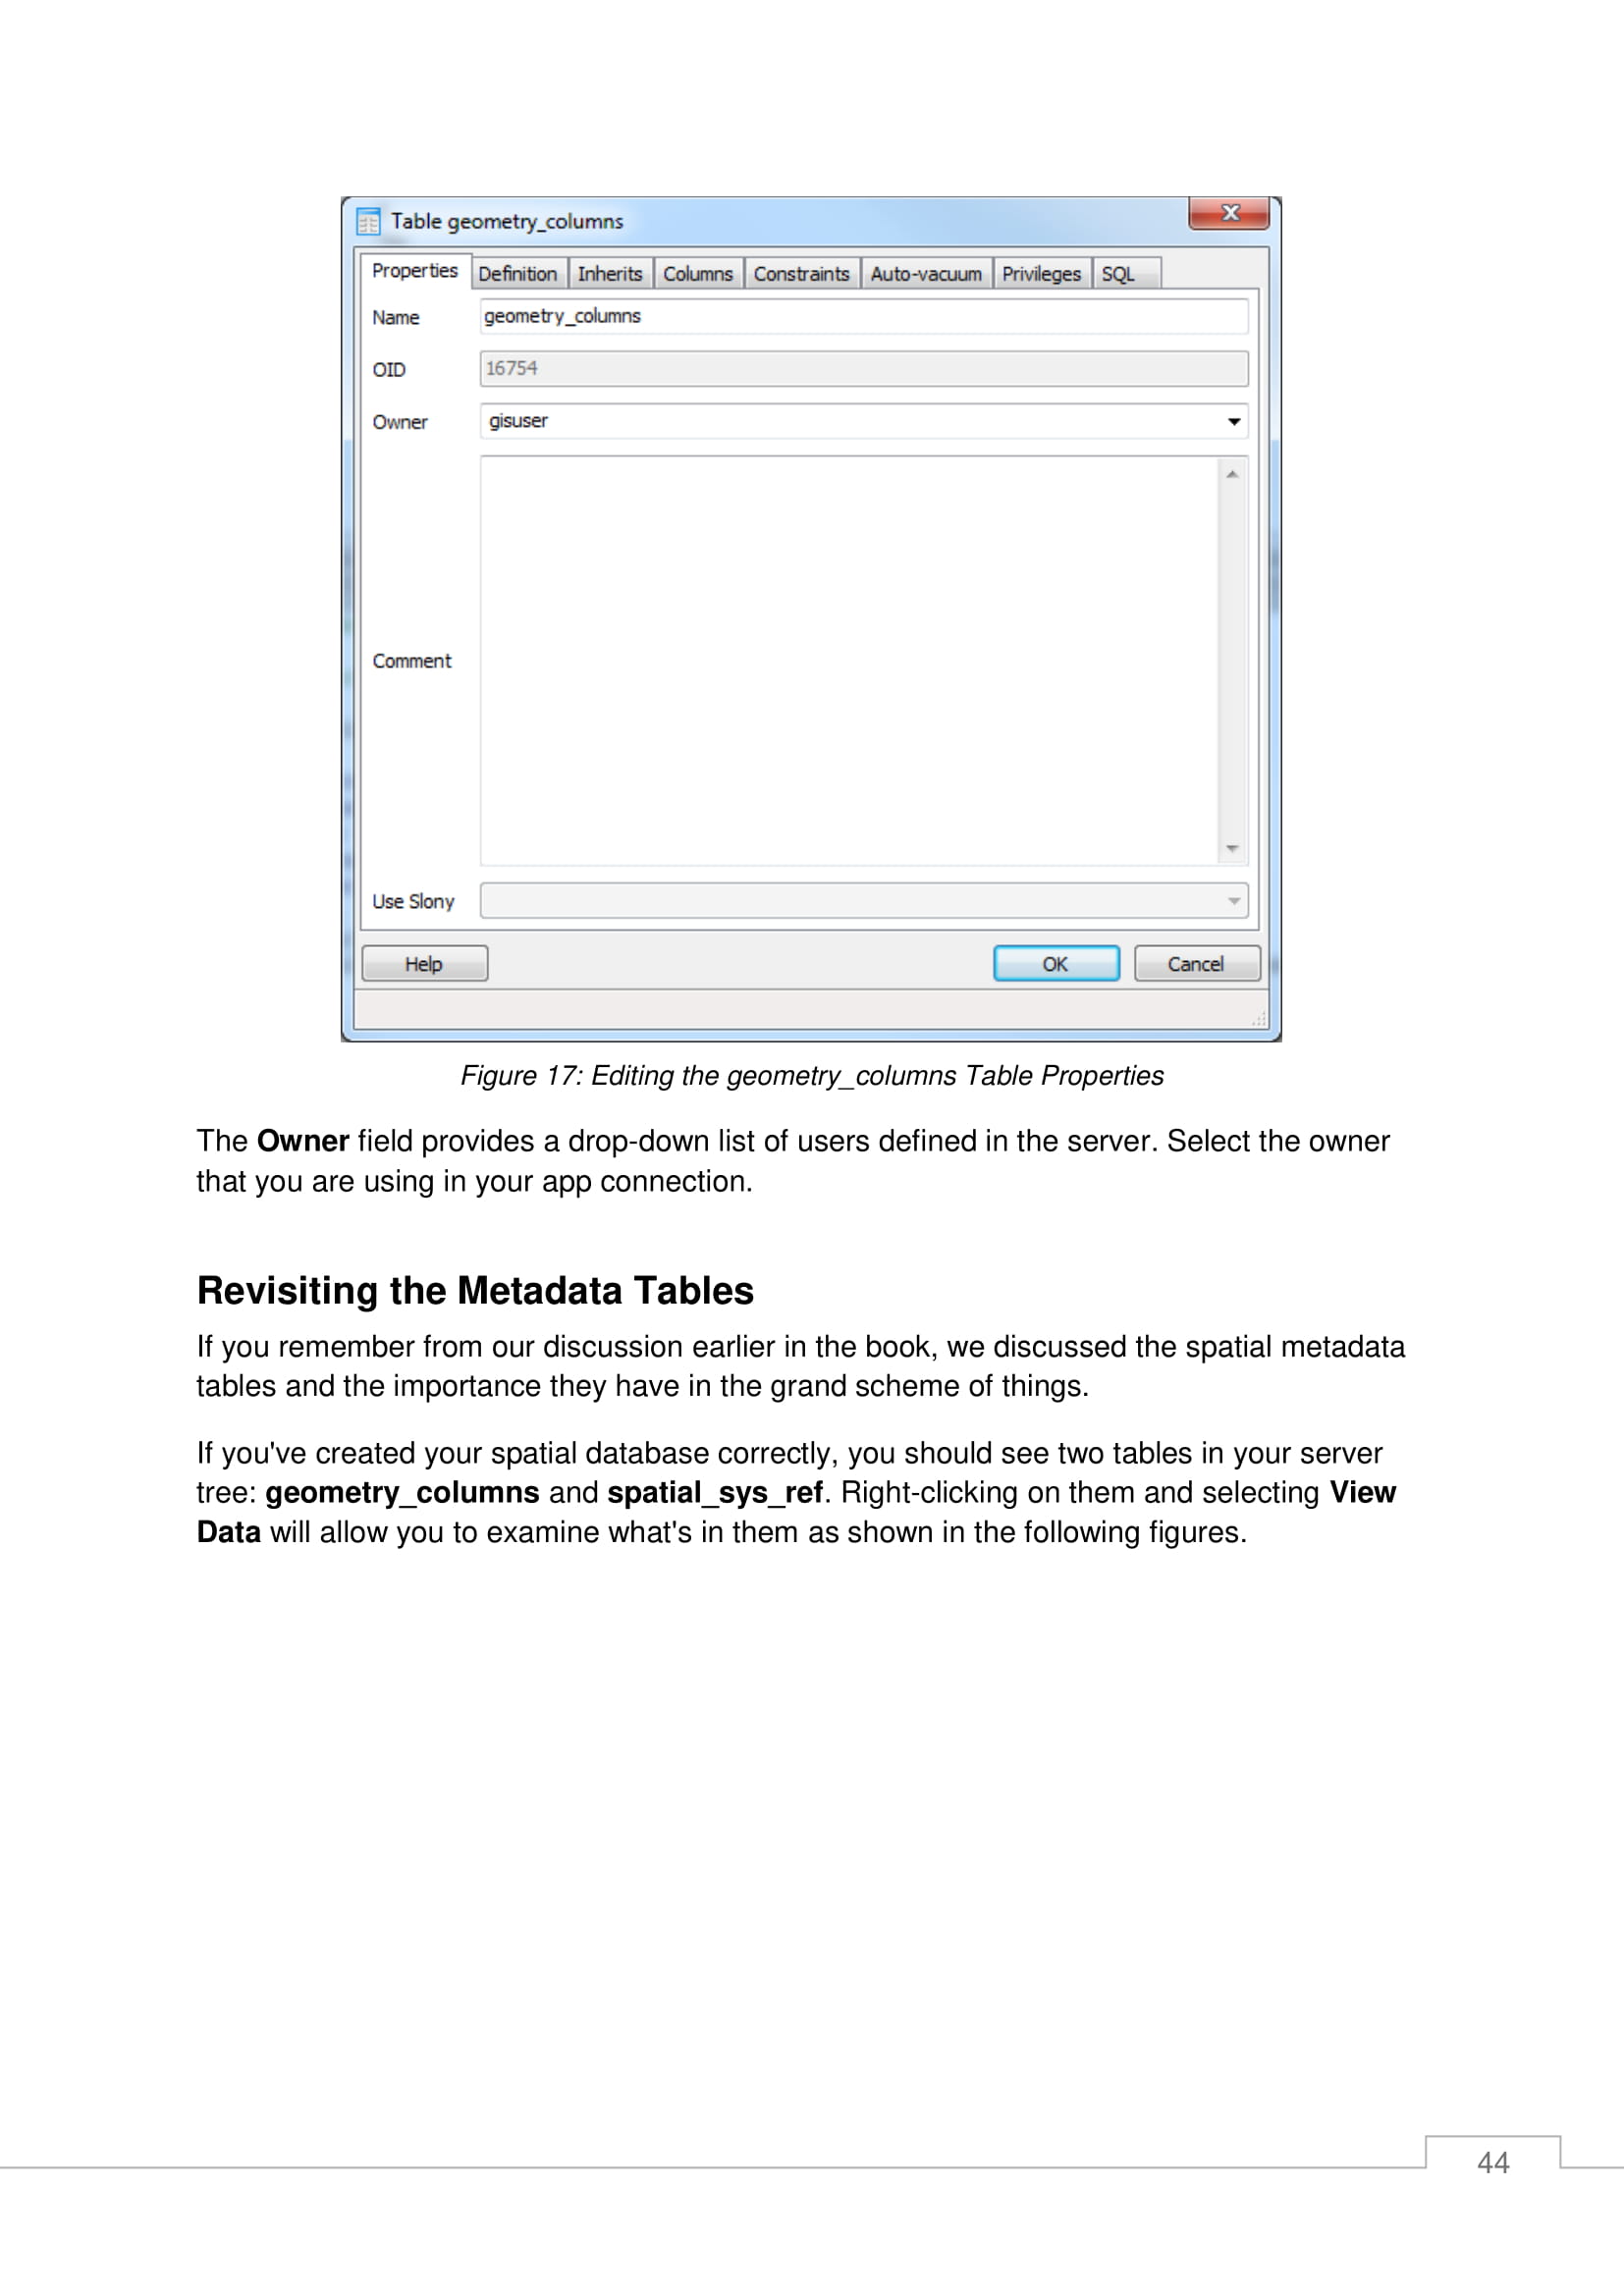 Table geometry_columns
Properties Definition Inherits Columns Constraints Auto-vacuum Privileges SQL
Name geometry_columns
OID 16754
Owner gisuser
Comment
Use Slony
Help OK Cancel
Figure 17: Editing the geometry_columns Table Properties
The Owner field provides a drop-down list of users defined in the server. Select the owner
that you are using in your app connection.
Revisiting the Metadata Tables
If you remember from our discussion earlier in the book, we discussed the spatial metadata
tables and the importance they have in the grand scheme of things.
If you've created your spatial database correctly, you should see two tables in your server
tree: geometry_columns and spatial_sys_ref. Right-clicking on them and selecting View
Data will allow you to examine what's in them as shown in the following figures.
44